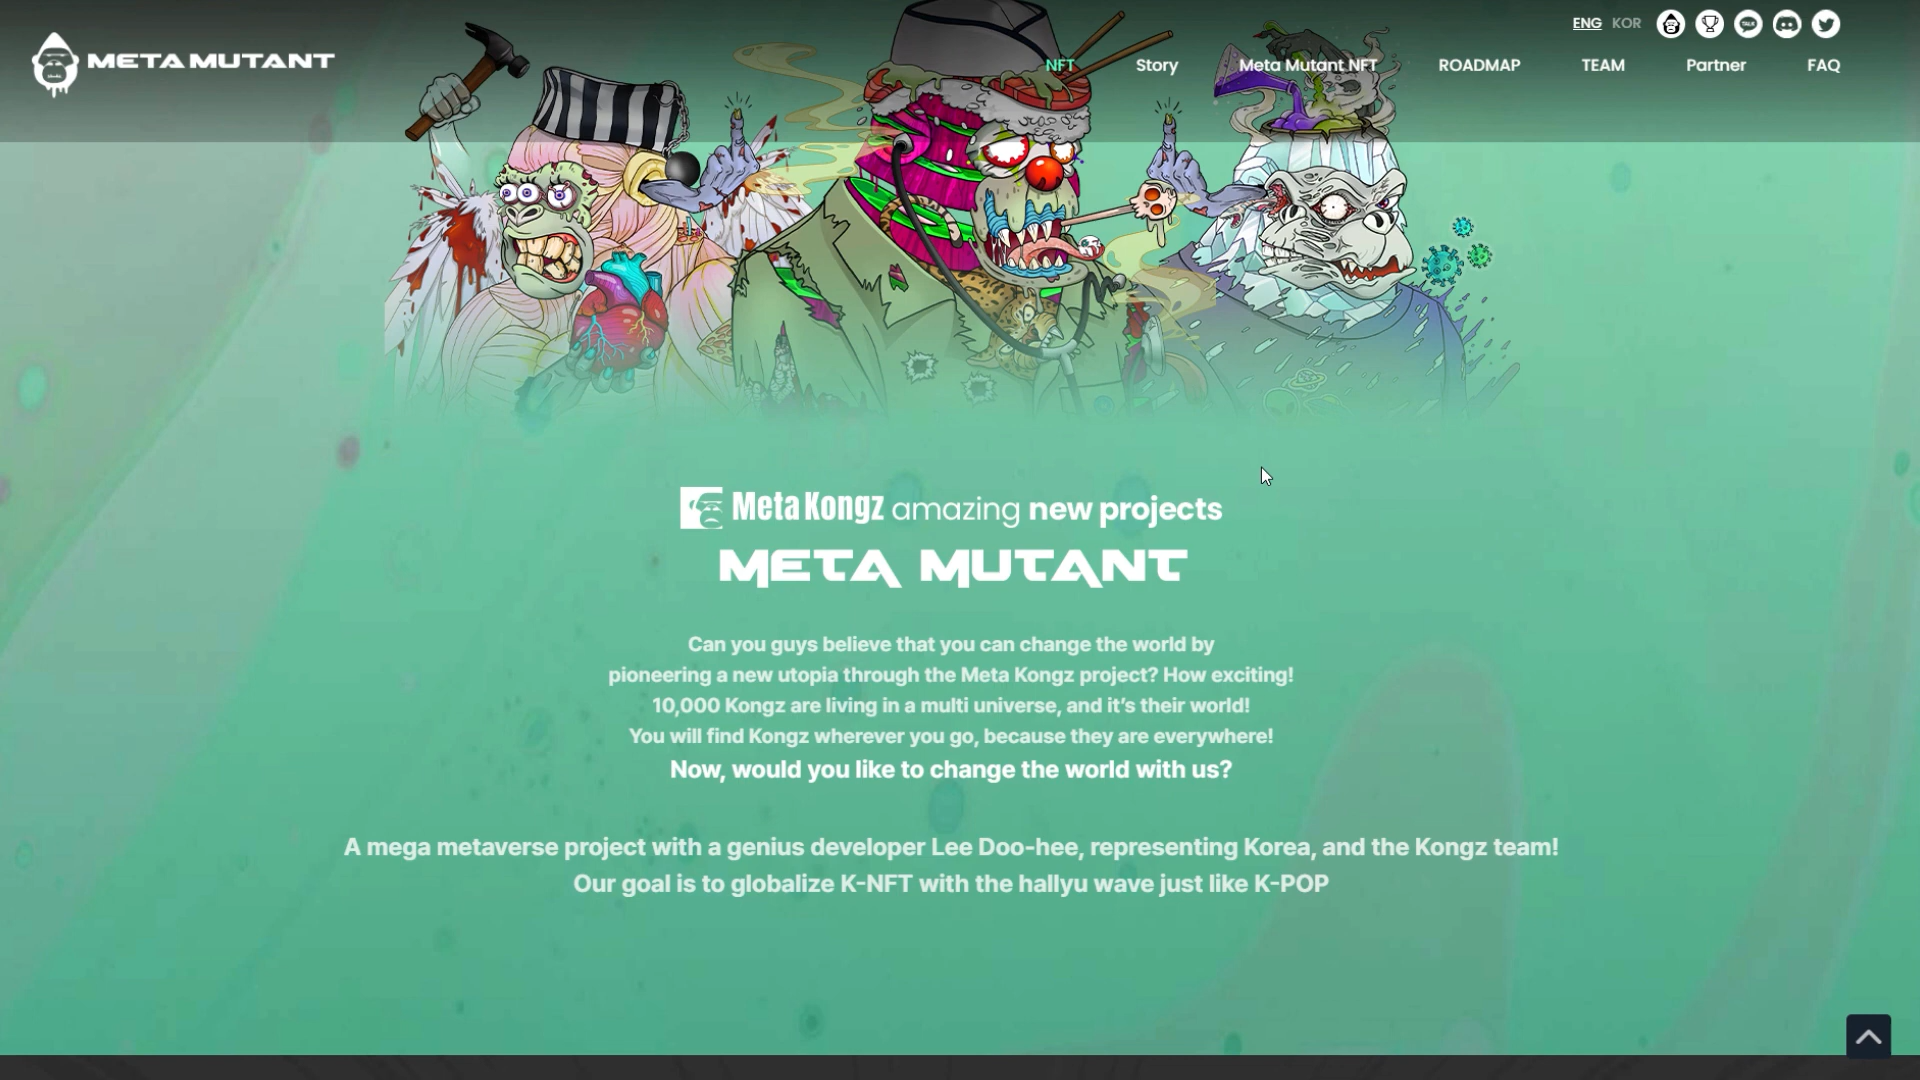 ENG KOR
META MUTANT
NFT Story Meta Mutant NFT ROADMAP TEAM Partner FAQ
Meta Kongz amazing new projects
META MUTANT
Can you guys believe that you can change the world by
pioneering a new utopia through the Meta Kongz project? How exciting!
10,000 Kongz are living in a multi universe, and it's their world!
You will find Kongz wherever you go, because they are everywhere!
Now, would you like to change the world with us?
A mega metaverse project with a genius developer Lee Doo-hee, representing Korea, and the Kongz team!
Our goal is to globalize K-NFT with the hallyu wave just like K-POP